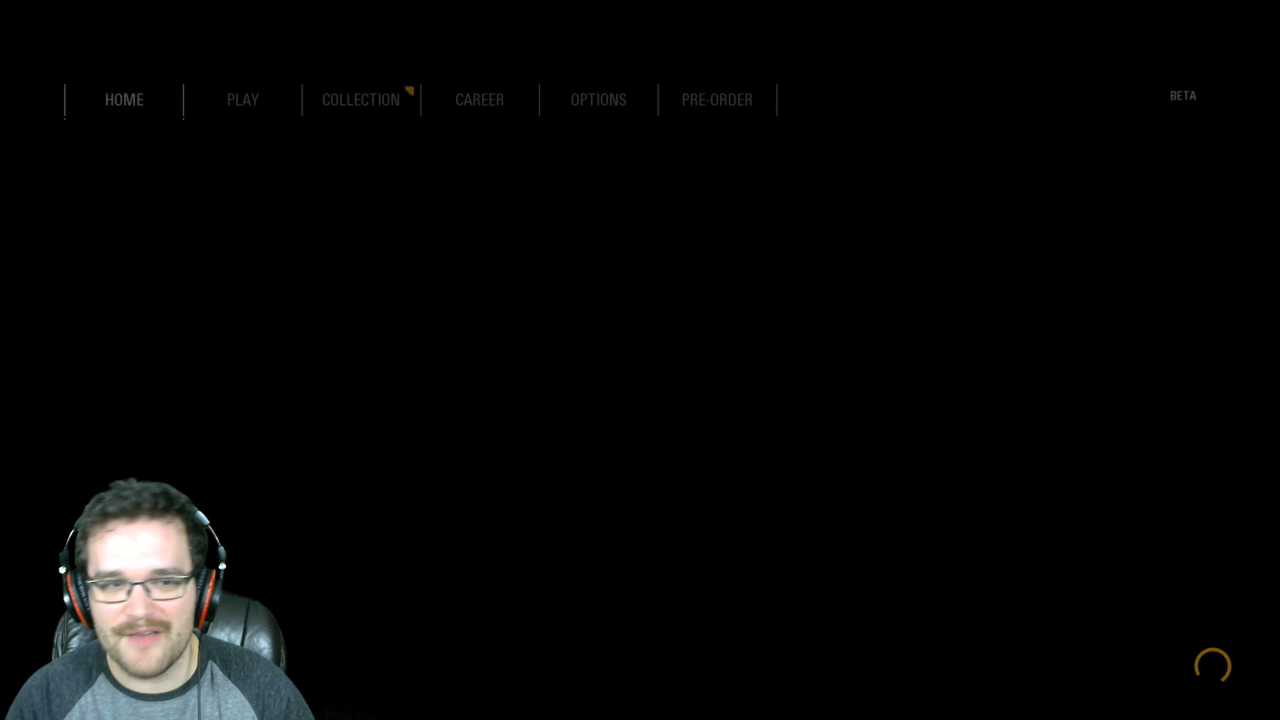 HOME
PLAY
COLLECTION
CAREER
OPTIONS
PRE-ORDER
BETA